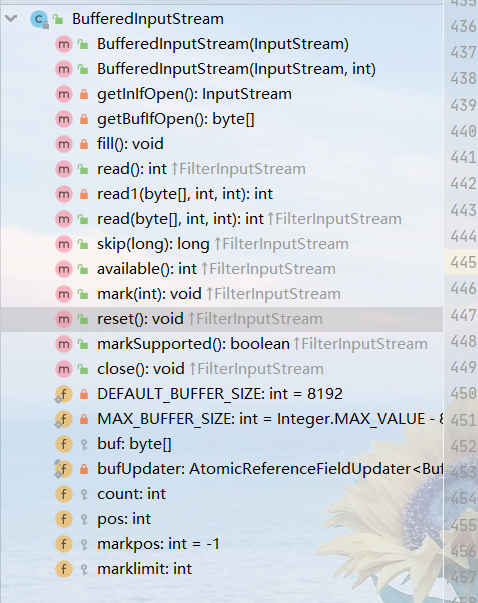 BufferedInputStream
BufferedInputStream(InputStream)
BufferedInputStream(InputStream, int)
getInIfOpen(): InputStream
getBufIfOpen(): byte[]
fill(): void
read(): int ↑FilterInputStream
read1(byte[], int, int): int
read(byte[], int, int): int ↑FilterInputStream
skip(long): long ↑FilterInputStream
available(): int ↑FilterInputStream
mark(int): void ↑FilterInputStream
reset(): void ↑FilterInputStream
markSupported(): boolean ↑FilterInputStream
close(): void ↑FilterInputStream
DEFAULT_BUFFER_SIZE: int = 8192
MAX_BUFFER_SIZE: int = Integer.MAX_VALUE - 8
buf: byte[]
bufUpdater: AtomicReferenceFieldUpdater<Buf
count: int
pos: int
markpos: int = -1
marklimit: int
435
436
437
438
439
440
441
442
443
444
445
446
447
448
449
450
451
452
453
454
455
456
457
458